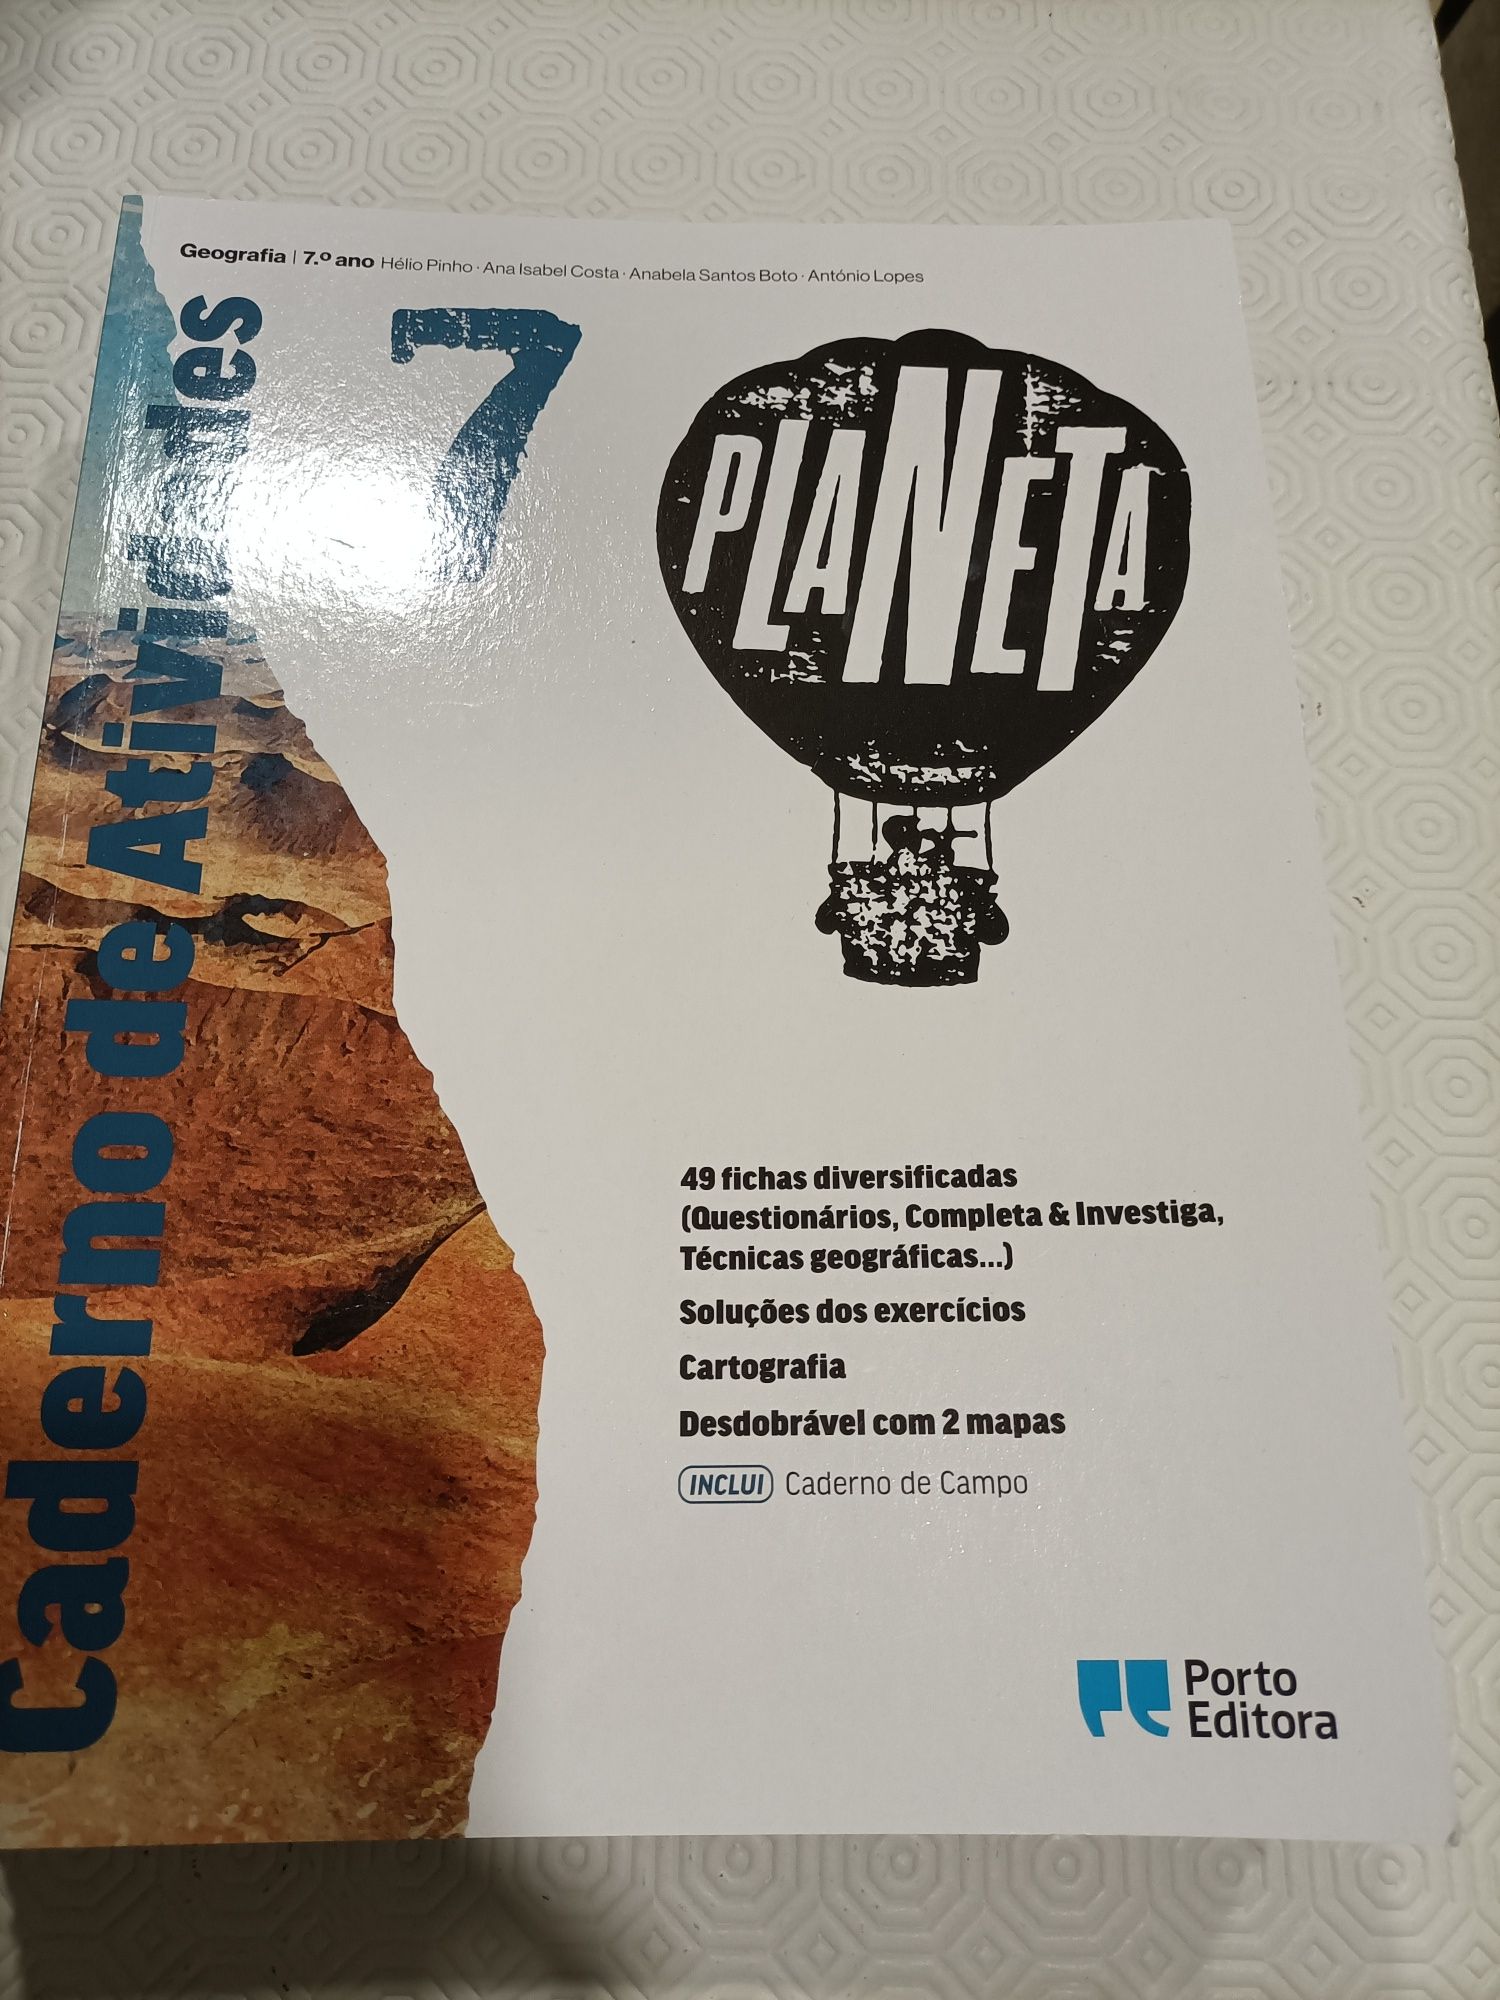 Geografia | 7.º ano Hélio Pinho · Ana Isabel Costa · Anabela Santos Boto · António Lopes
Caderno de Atividades
7
PLANETA
49 fichas diversificadas
(Questionários, Completa & Investiga,
Técnicas geográficas...)
Soluções dos exercícios
Cartografia
Desdobrável com 2 mapas
INCLUI Caderno de Campo
Porto
Editora